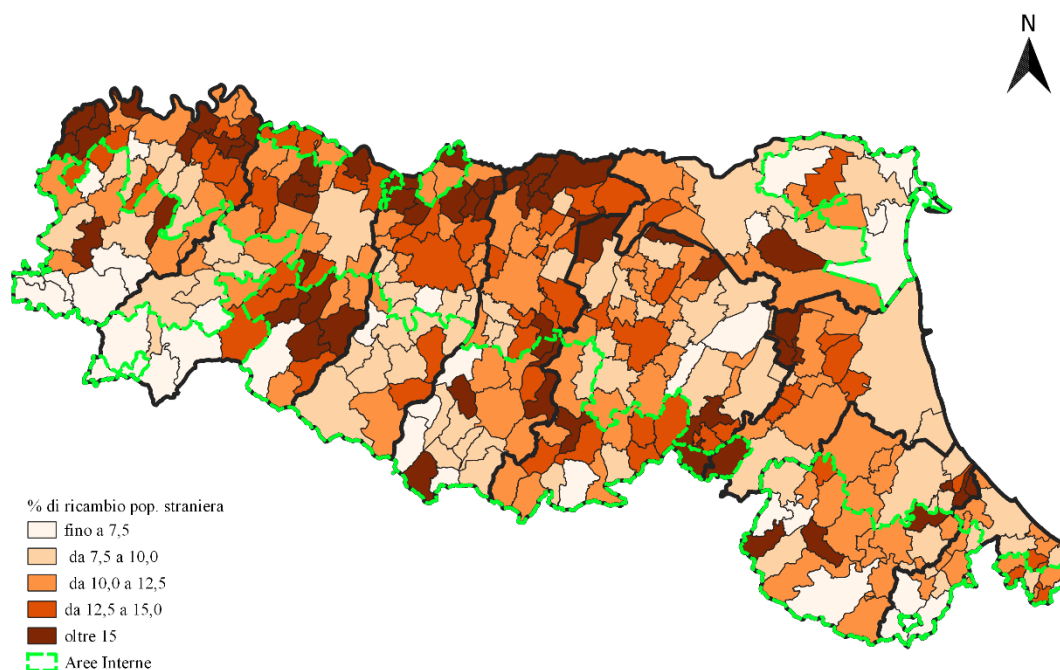 N
% di ricambio pop. straniera
fino a 7,5
da 7,5 a 10,0
da 10,0 a 12,5
da 12,5 a 15,0
oltre 15
Aree Interne